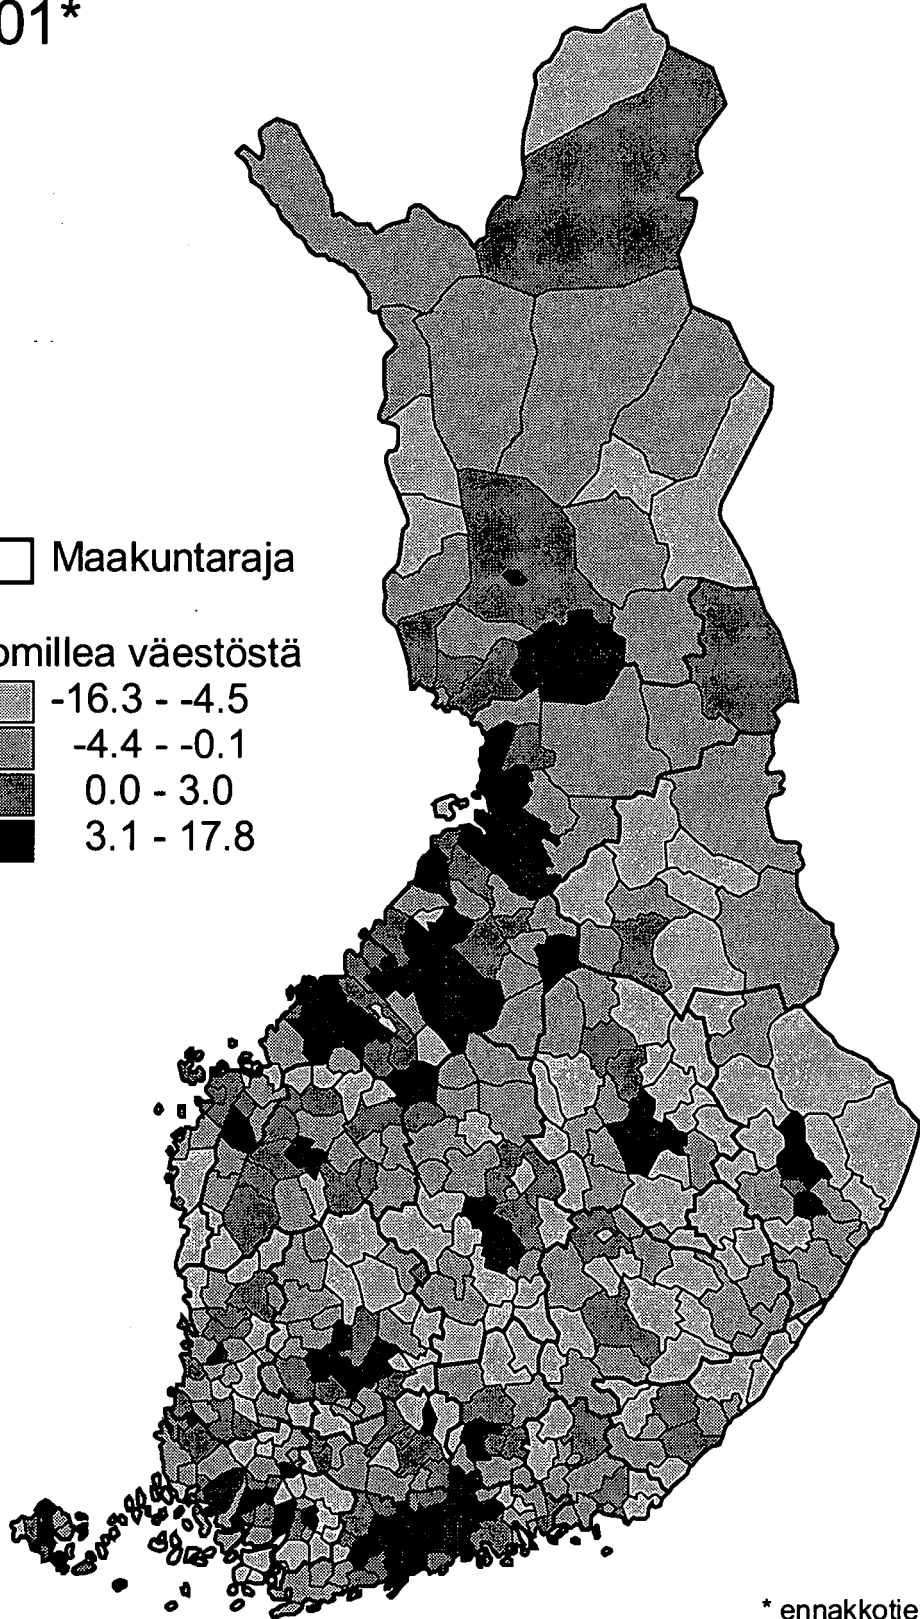 01*
Maakuntaraja
omillea väestöstä
-16.3 - -4.5
-4.4 - -0.1
0.0 - 3.0
3.1 - 17.8
* ennakkotie